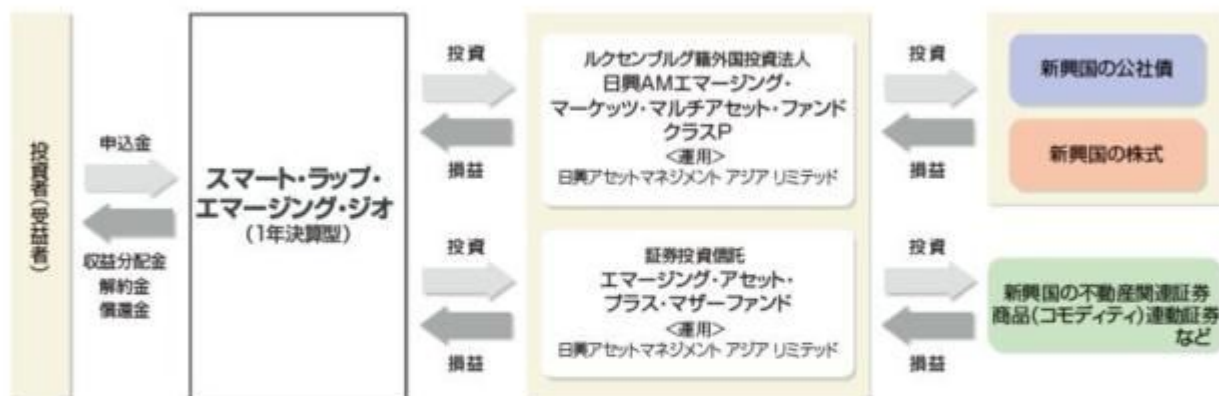 投資者（受益者）
申込金
収益分配金
解約金
償還金
スマート・ラップ・
エマージング・ジオ
（1年決算型）
投資
損益
投資
損益
ルクセンブルグ籍外国投資法人
日興AMエマージング・
マーケッツ・マルチアセット・ファンド
クラスP
<運用>
日興アセットマネジメント アジア リミテッド
証券投資信託
エマージング・アセット・
プラス・マザーファンド
<運用>
日興アセットマネジメント アジア リミテッド
投資
損益
投資
損益
新興国の公社債
新興国の株式
新興国の不動産関連証券
商品（コモディティ）連動証券
など